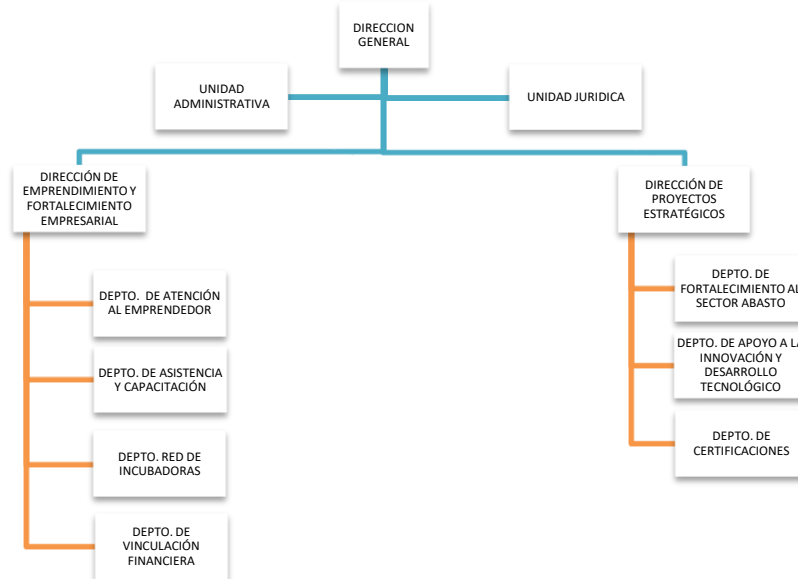 DIRECCION
GENERAL
UNIDAD
ADMINISTRATIVA
UNIDAD JURIDICA
DIRECCIÓN DE
EMPRENDIMIENTO Y
FORTALECIMIENTO
EMPRESARIAL
DIRECCIÓN DE
PROYECTOS
ESTRATÉGICOS
DEPTO. DE ATENCIÓN
AL EMPRENDEDOR
DEPTO. DE ASISTENCIA
Y CAPACITACIÓN
DEPTO. RED DE
INCUBADORAS
DEPTO. DE
VINCULACIÓN
FINANCIERA
DEPTO. DE
FORTALECIMIENTO AL
SECTOR ABASTO
DEPTO. DE APOYO A LA
INNOVACIÓN Y
DESARROLLO
TECNOLÓGICO
DEPTO. DE
CERTIFICACIONES